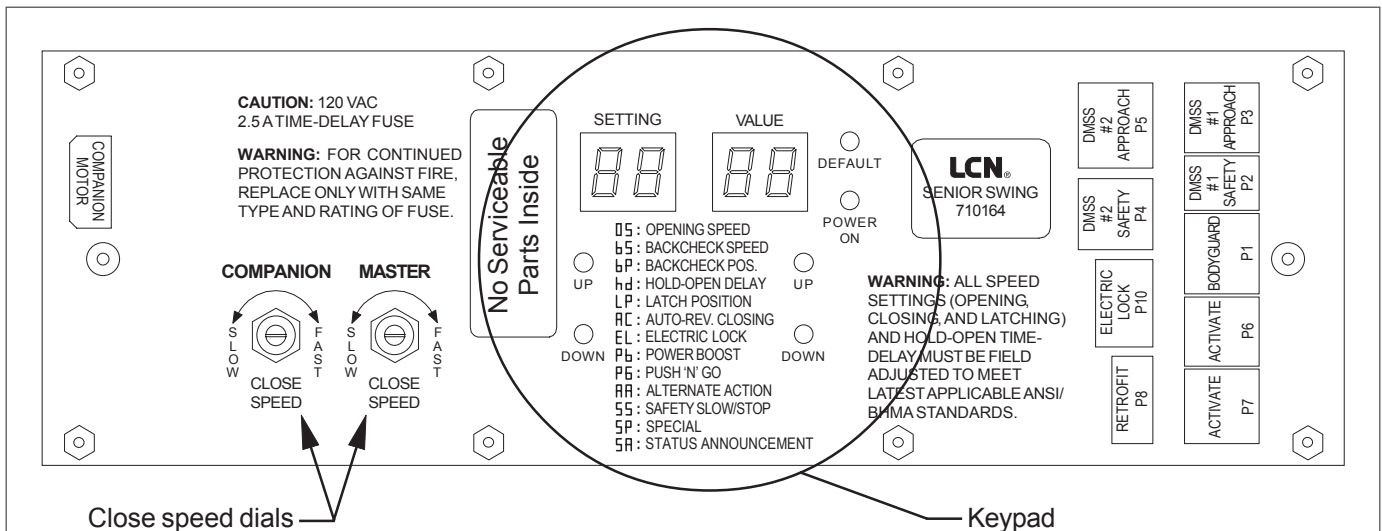 CAUTION: 120 VAC
2.5 A TIME-DELAY FUSE
WARNING: FOR CONTINUED
PROTECTION AGAINST FIRE,
REPLACE ONLY WITH SAME
TYPE AND RATING OF FUSE.
COMPANION
MOTOR
COMPANION
SLOW
FAST
CLOSE
SPEED
MASTER
SLOW
FAST
CLOSE
SPEED
No Serviceable
Parts Inside
SETTING
88
VALUE
88
DEFAULT
POWER
ON
UP
DOWN
OS: OPENING SPEED
bS: BACKCHECK SPEED
bP: BACKCHECK POS.
hd: HOLD-OPEN DELAY
LP: LATCH POSITION
AC: AUTO-REV. CLOSING
EL: ELECTRIC LOCK
Pb: POWER BOOST
PG: PUSH 'N' GO
AA: ALTERNATE ACTION
SS: SAFETY SLOW/STOP
SP: SPECIAL
SA: STATUS ANNOUNCEMENT
UP
DOWN
LCN®
SENIOR SWING
710164
WARNING: ALL SPEED
SETTINGS (OPENING,
CLOSING, AND LATCHING)
AND HOLD-OPEN TIME-
DELAY MUST BE FIELD
ADJUSTED TO MEET
LATEST APPLICABLE ANSI/
BHMA STANDARDS.
DMSS
#2
APPROACH
P5
DMSS
#2
SAFETY
P4
ELECTRIC
LOCK
P10
RETROFIT
P8
DMSS
#1
APPROACH
P3
DMSS
#1
SAFETY
P2
BODYGUARD
P1
ACTIVATE
P6
ACTIVATE
P7
Close speed dials
Keypad